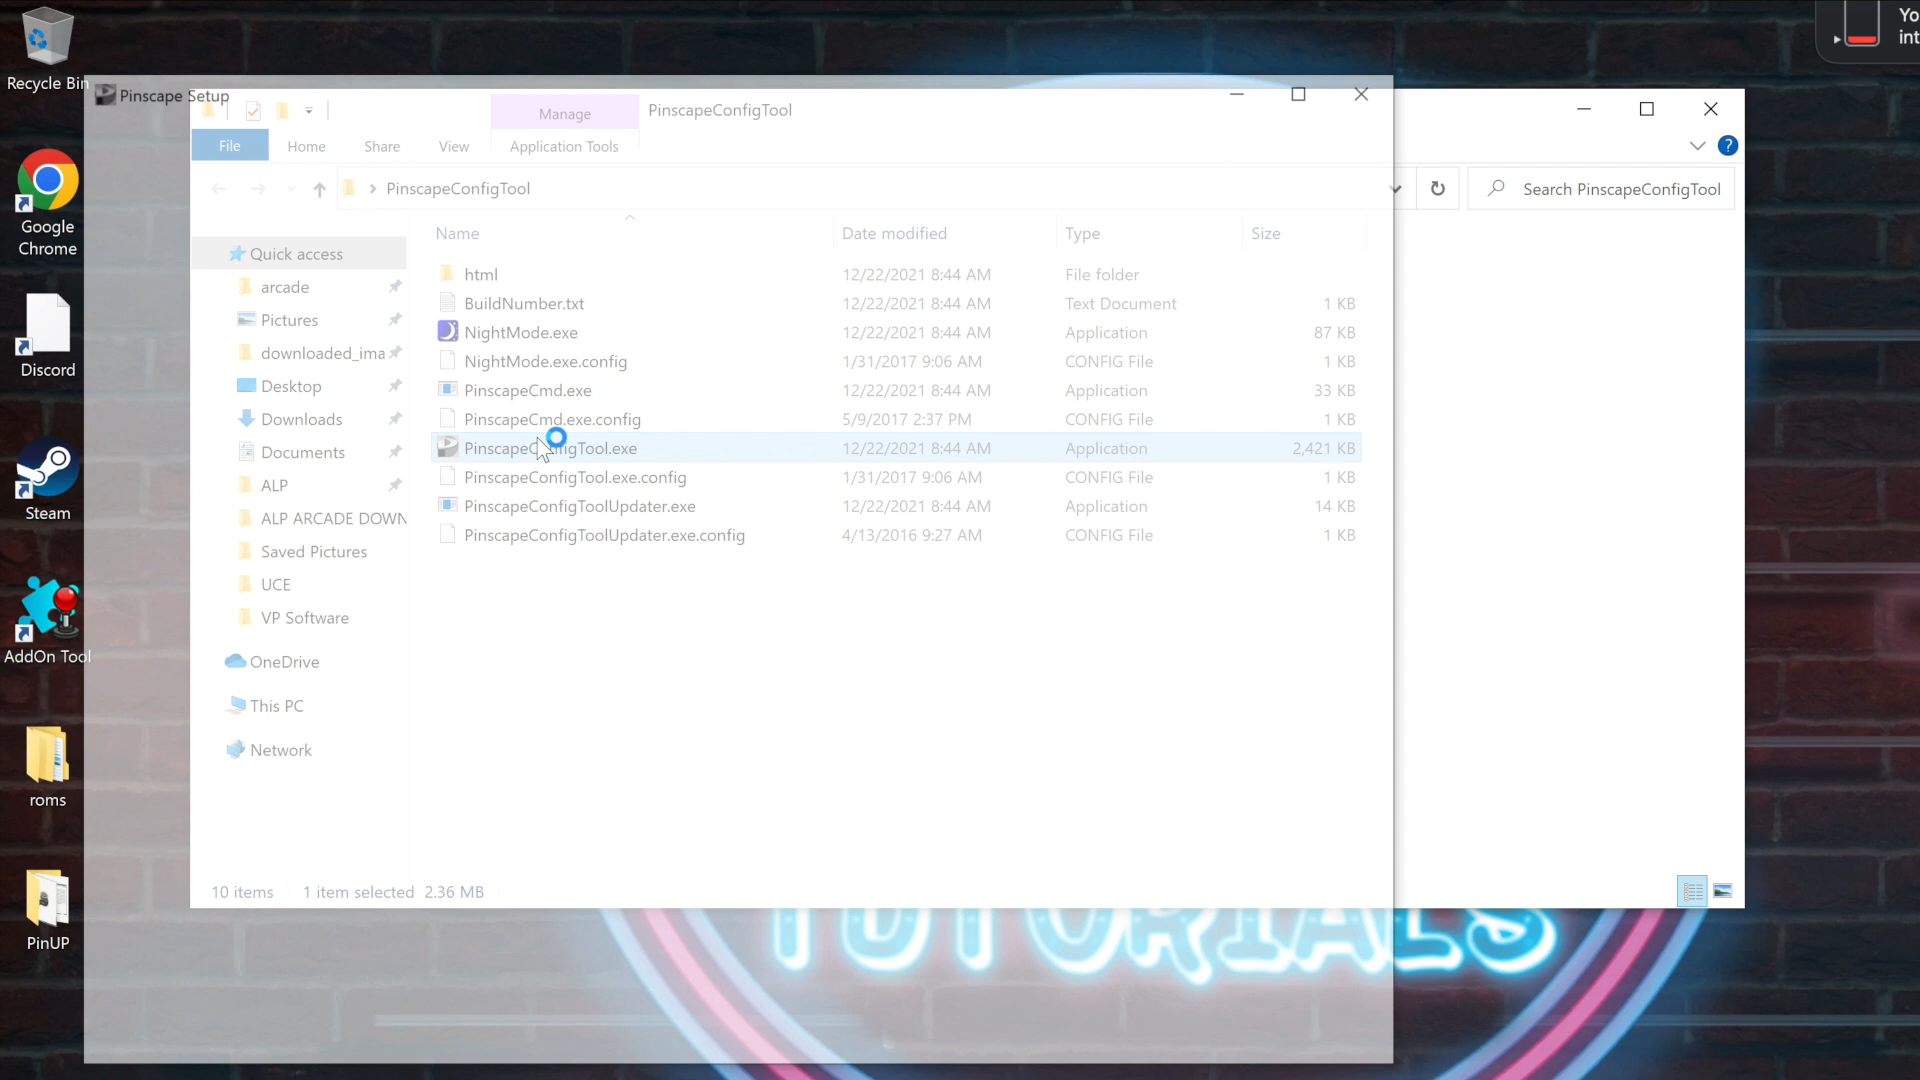 Recycle Bin
Pinscape Setup
Manage
PinscapeConfigTool
File
Home
Share
View
Application Tools
?
PinscapeConfigTool
Search PinscapeConfigTool
Yo
int
Google
Chrome
Discord
Steam
AddOn Tool
roms
PinUP
Quick access
arcade
Pictures
downloaded_ima
Desktop
Downloads
Documents
ALP
ALP ARCADE DOWN
Saved Pictures
UCE
VP Software
OneDrive
This PC
Network
Name Date modified Type Size
html 12/22/2021 8:44 AM File folder
BuildNumber.txt 12/22/2021 8:44 AM Text Document 1 KB
NightMode.exe 12/22/2021 8:44 AM Application 87 KB
NightMode.exe.config 1/31/2017 9:06 AM CONFIG File 1 KB
PinscapeCmd.exe 12/22/2021 8:44 AM Application 33 KB
PinscapeCmd.exe.config 5/9/2017 2:37 PM CONFIG File 1 KB
PinscapeConfigTool.exe 12/22/2021 8:44 AM Application 2,421 KB
PinscapeConfigTool.exe.config 1/31/2017 9:06 AM CONFIG File 1 KB
PinscapeConfigToolUpdater.exe 12/22/2021 8:44 AM Application 14 KB
PinscapeConfigToolUpdater.exe.config 4/13/2016 9:27 AM CONFIG File 1 KB
10 items 1 item selected 2.36 MB
TUTORIALS